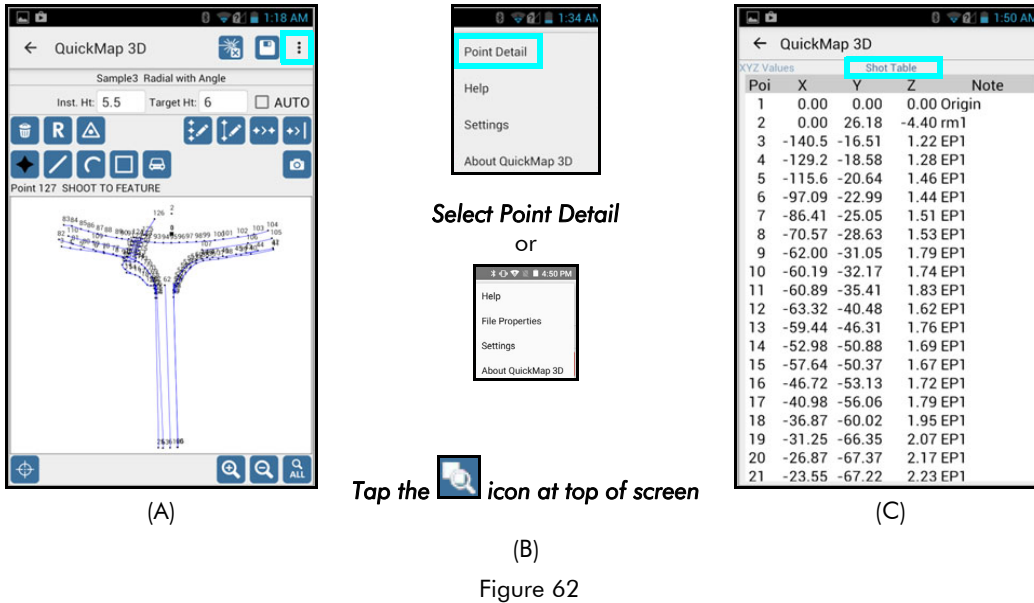 1:18 AM
QuickMap 3D
Sample3 Radial with Angle
Inst. Ht: 5.5 Target Ht: 6 AUTO
R
Point 127 SHOOT TO FEATURE
ALL
(A)
1:34 AM
Point Detail
Help
Settings
About QuickMap 3D
Select Point Detail
or
4:50 PM
Help
File Properties
Settings
About QuickMap 3D
Tap the icon at top of screen
(B)
1:50 AM
QuickMap 3D
XYZ Values Shot Table
Poi X Y Z Note
1 0.00 0.00 0.00 Origin
2 0.00 26.18 -4.40 rm1
3 -140.5 -16.51 1.22 EP1
4 -129.2 -18.58 1.28 EP1
5 -115.6 -20.64 1.46 EP1
6 -97.09 -22.99 1.44 EP1
7 -86.41 -25.05 1.51 EP1
8 -70.57 -28.63 1.53 EP1
9 -62.00 -31.05 1.79 EP1
10 -60.19 -32.17 1.74 EP1
11 -60.89 -35.41 1.83 EP1
12 -63.32 -40.48 1.62 EP1
13 -59.44 -46.31 1.76 EP1
14 -52.98 -50.88 1.69 EP1
15 -57.64 -50.37 1.67 EP1
16 -46.72 -53.13 1.72 EP1
17 -40.98 -56.06 1.79 EP1
18 -36.87 -60.02 1.95 EP1
19 -31.25 -66.35 2.07 EP1
20 -26.87 -67.37 2.17 EP1
21 -23.55 -67.22 2.23 EP1
(C)
Figure 62